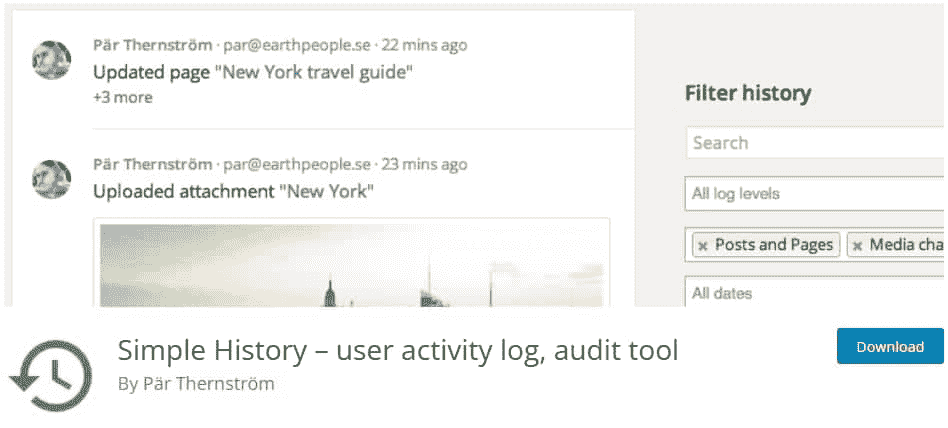 Pär Thernström · par@earthpeople.se · 22 mins ago
Updated page "New York travel guide"
+3 more
Pär Thernström · par@earthpeople.se · 23 mins ago
Uploaded attachment "New York"
Filter history
Search
All log levels
× Posts and Pages × Media cha
All dates
Simple History – user activity log, audit tool
By Pär Thernström
Download